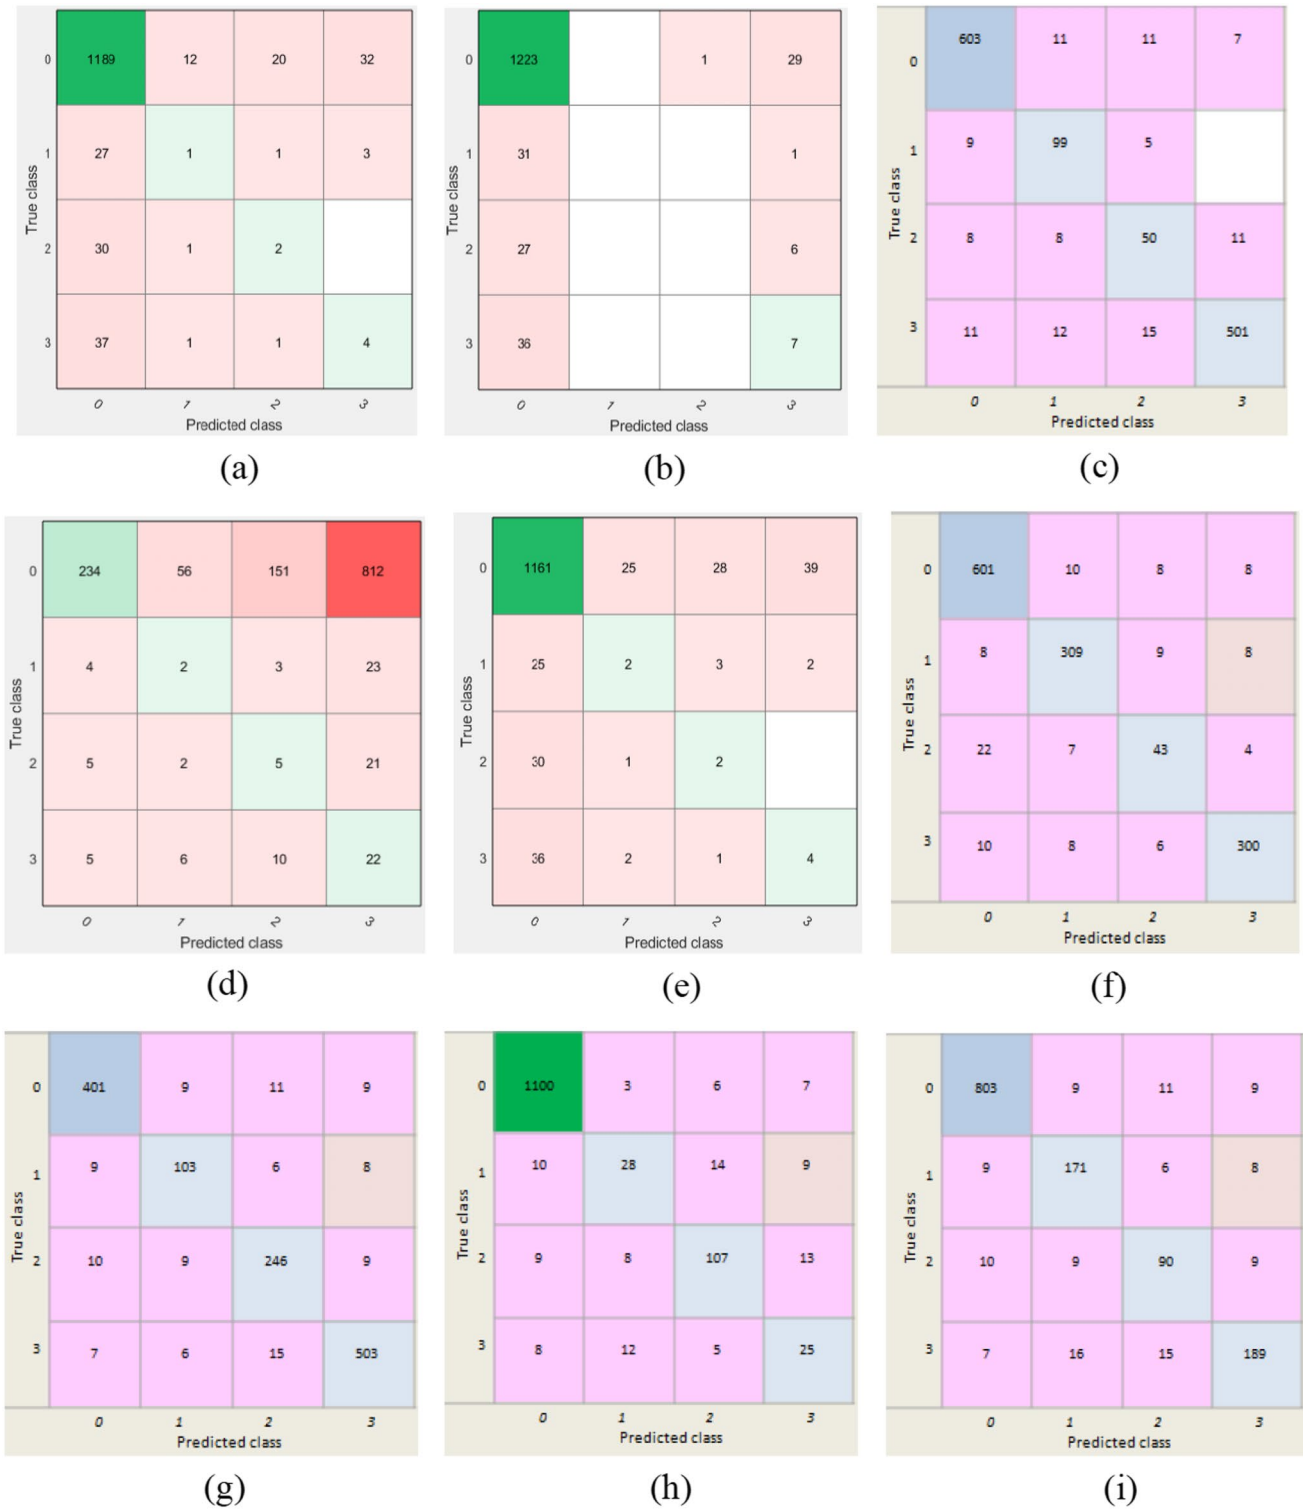 0 1189 12 20 32
1 27 1 1 3
2 30 1 2
3 37 1 1 4
0 1 2 3
True class
Predicted class
(a)
0 1223 1 29
1 31 1
2 27 6
3 36 7
0 1 2 3
True class
Predicted class
(b)
0 603 11 11 7
1 9 99 5
2 8 8 50 11
3 11 12 15 501
0 1 2 3
True class
Predicted class
(c)
0 234 56 151 812
1 4 2 3 23
2 5 2 5 21
3 5 6 10 22
0 1 2 3
True class
Predicted class
(d)
0 1161 25 28 39
1 25 2 3 2
2 30 1 2
3 36 2 1 4
0 1 2 3
True class
Predicted class
(e)
0 601 10 8 8
1 8 309 9 8
2 22 7 43 4
3 10 8 6 300
0 1 2 3
True class
Predicted class
(f)
0 401 9 11 9
1 9 103 6 8
2 10 9 246 9
3 7 6 15 503
0 1 2 3
True class
Predicted class
(g)
0 1100 3 6 7
1 10 28 14 9
2 9 8 107 13
3 8 12 5 25
0 1 2 3
True class
Predicted class
(h)
0 803 9 11 9
1 9 171 6 8
2 10 9 90 9
3 7 16 15 189
0 1 2 3
True class
Predicted class
(i)